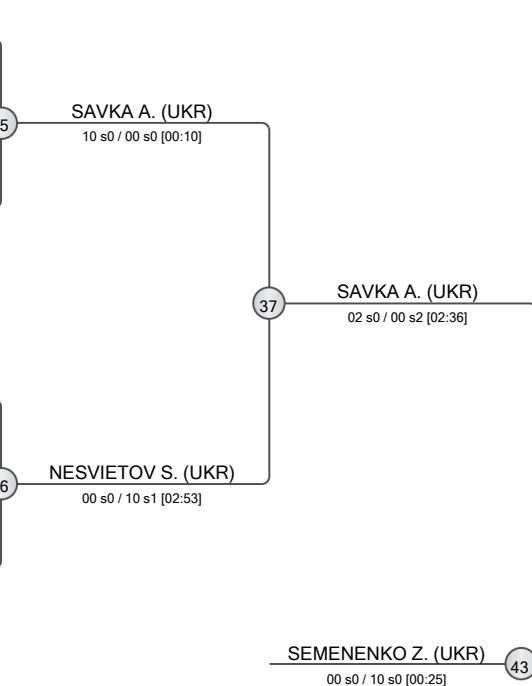 SAVKA A. (UKR)
5
10 s0 / 00 s0 [00:10]
SAVKA A. (UKR)
37
02 s0 / 00 s2 [02:36]
NESVIETOV S. (UKR)
6
00 s0 / 10 s1 [02:53]
SEMENENKO Z. (UKR)
43
00 s0 / 10 s0 [00:25]